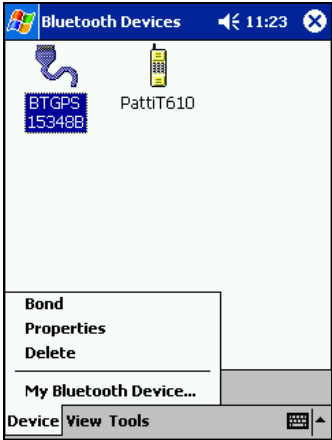 Bluetooth Devices 11:23
BTGPS PattiT610
15348B
Bond
Properties
Delete
My Bluetooth Device...
Device View Tools